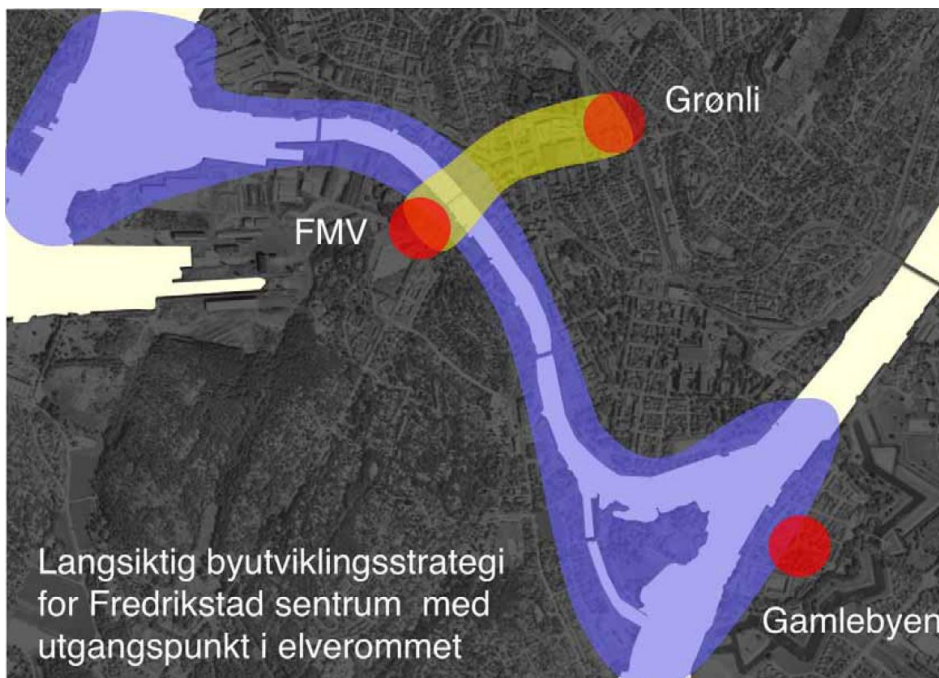 Grønli
FMV
Gamlebyen
Langsiktig byutviklingsstrategi
for Fredrikstad sentrum med
utgangspunkt i elverommet